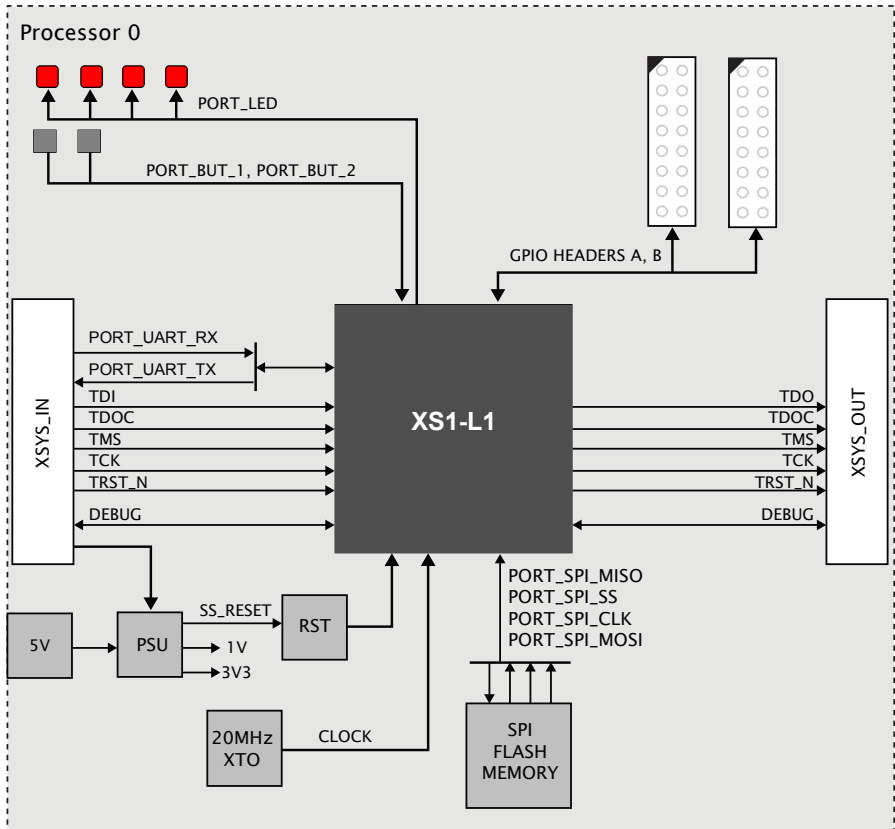 Processor 0
PORT_LED
PORT_BUT_1, PORT_BUT_2
GPIO HEADERS A, B
XSYS_IN
PORT_UART_RX
PORT_UART_TX
TDI
TDOC
TMS
TCK
TRST_N
DEBUG
XS1-L1
TDO
TDOC
TMS
TCK
TRST_N
DEBUG
XSYS_OUT
5V
PSU
SS_RESET
1V
3V3
RST
PORT_SPI_MISO
PORT_SPI_SS
PORT_SPI_CLK
PORT_SPI_MOSI
20MHz
XTO
CLOCK
SPI
FLASH
MEMORY